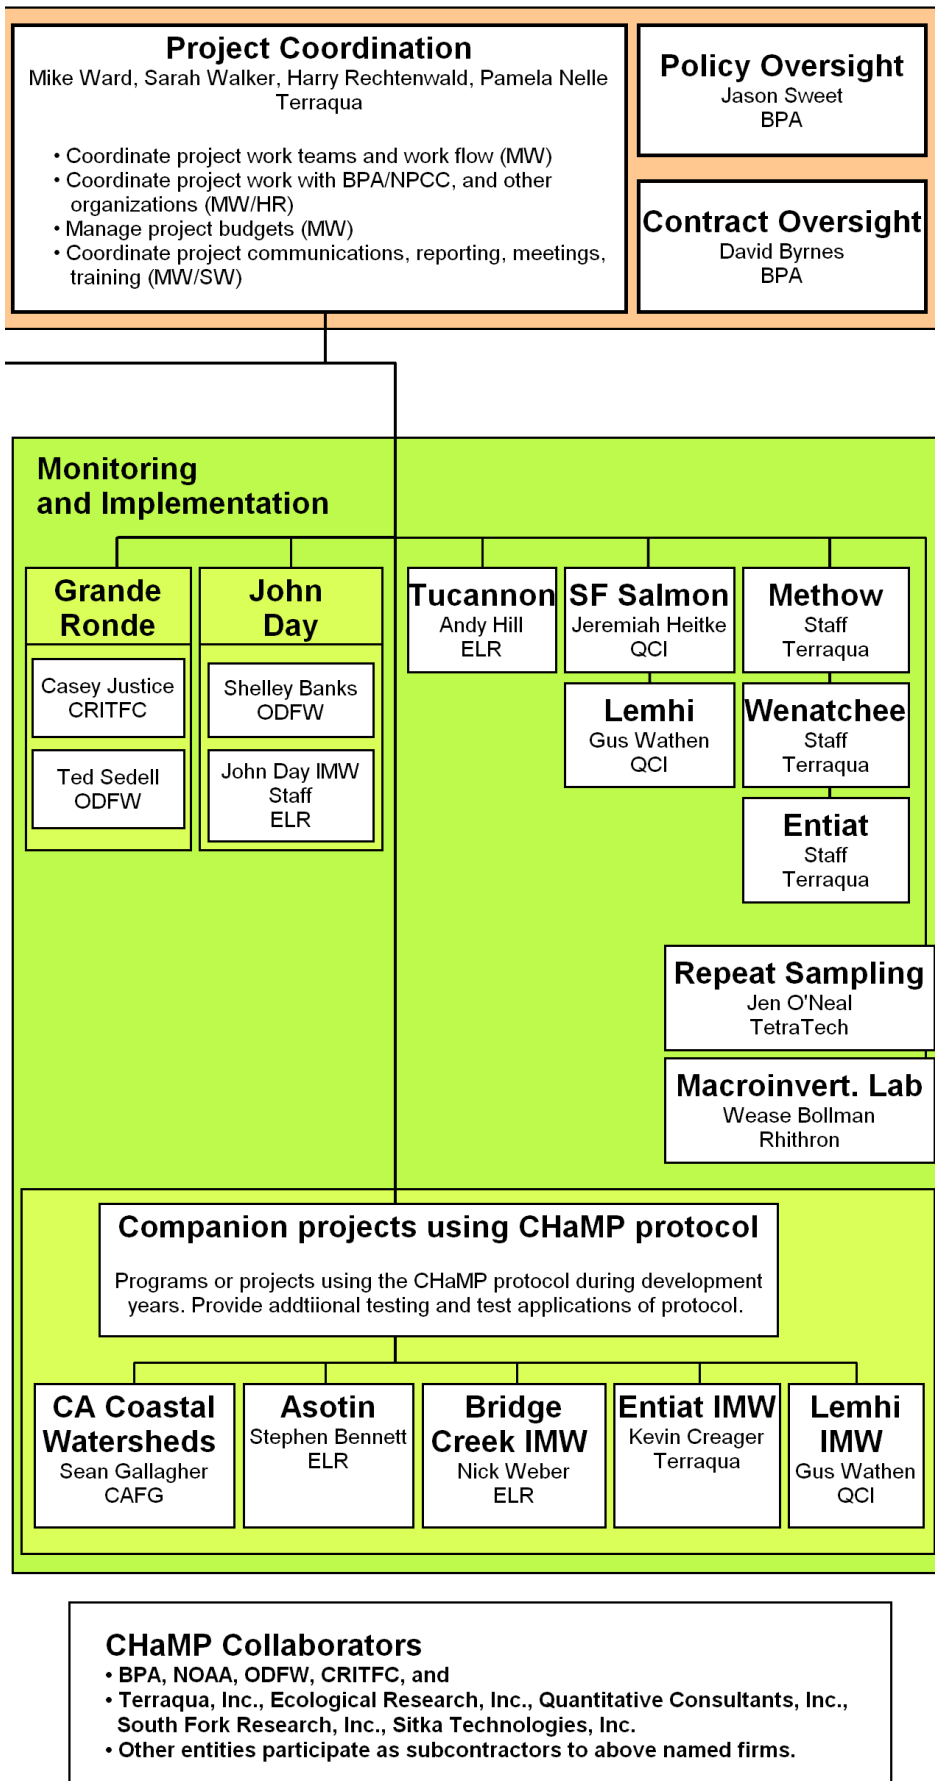 Project Coordination
Mike Ward, Sarah Walker, Harry Rechtenwald, Pamela Nelle
Terraqua
• Coordinate project work teams and work flow (MW)
• Coordinate project work with BPA/NPCC, and other
organizations (MW/HR)
• Manage project budgets (MW)
• Coordinate project communications, reporting, meetings,
training (MW/SW)
Policy Oversight
Jason Sweet
BPA
Contract Oversight
David Byrnes
BPA
Monitoring
and Implementation
Grande
Ronde
Casey Justice
CRITFC
Ted Sedell
ODFW
John
Day
Shelley Banks
ODFW
John Day IMW
Staff
ELR
Tucannon
Andy Hill
ELR
SF Salmon
Jeremiah Heitke
QCI
Lemhi
Gus Wathen
QCI
Methow
Staff
Terraqua
Wenatchee
Staff
Terraqua
Entiat
Staff
Terraqua
Repeat Sampling
Jen O'Neal
TetraTech
Macroinvert. Lab
Wease Bollman
Rhithron
Companion projects using CHaMP protocol
Programs or projects using the CHaMP protocol during development
years. Provide addtiional testing and test applications of protocol.
CA Coastal
Watersheds
Sean Gallagher
CAFG
Asotin
Stephen Bennett
ELR
Bridge
Creek IMW
Nick Weber
ELR
Entiat IMW
Kevin Creager
Terraqua
Lemhi
IMW
Gus Wathen
QCI
CHaMP Collaborators
• BPA, NOAA, ODFW, CRITFC, and
• Terraqua, Inc., Ecological Research, Inc., Quantitative Consultants, Inc.,
South Fork Research, Inc., Sitka Technologies, Inc.
• Other entities participate as subcontractors to above named firms.